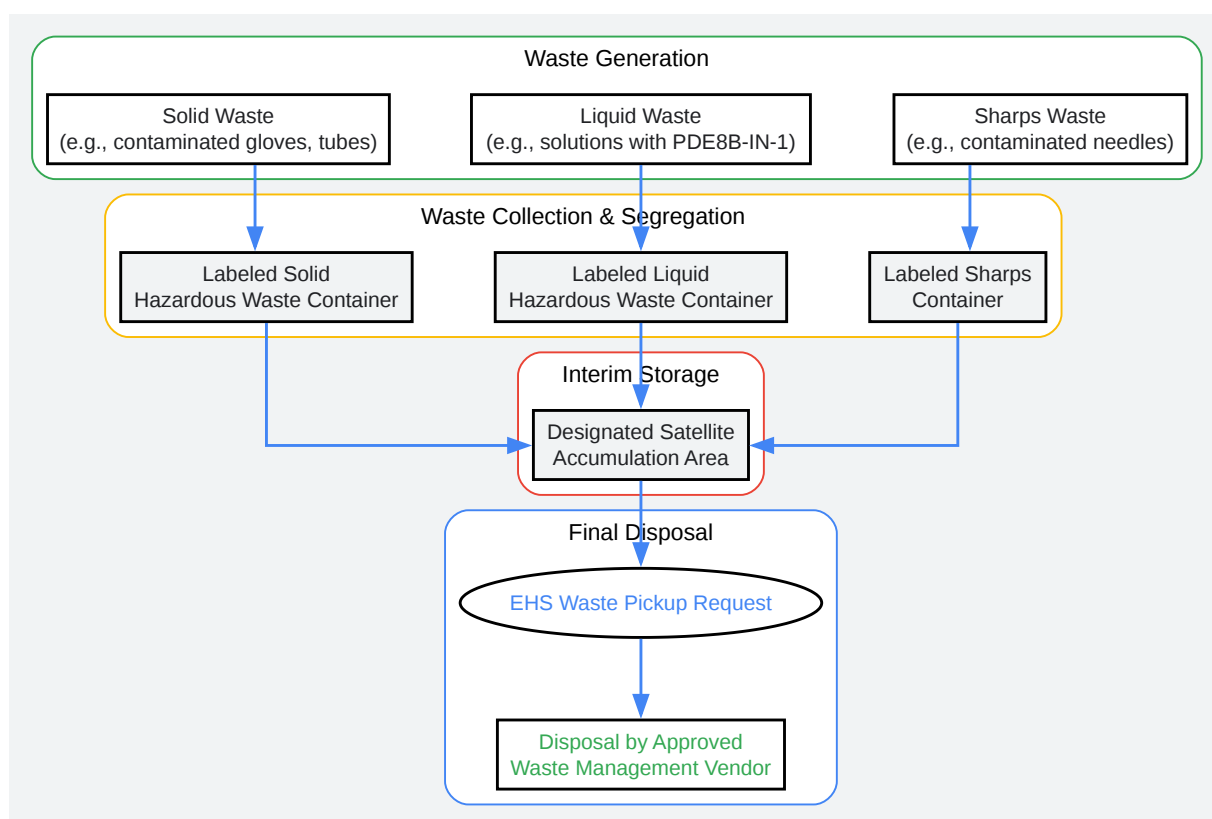 Waste Generation
Solid Waste
(e.g., contaminated gloves, tubes)
Liquid Waste
(e.g., solutions with PDE8B-IN-1)
Sharps Waste
(e.g., contaminated needles)
Waste Collection & Segregation
Labeled Solid
Hazardous Waste Container
Labeled Liquid
Hazardous Waste Container
Labeled Sharps
Container
Interim Storage
Designated Satellite
Accumulation Area
Final Disposal
EHS Waste Pickup Request
Disposal by Approved
Waste Management Vendor